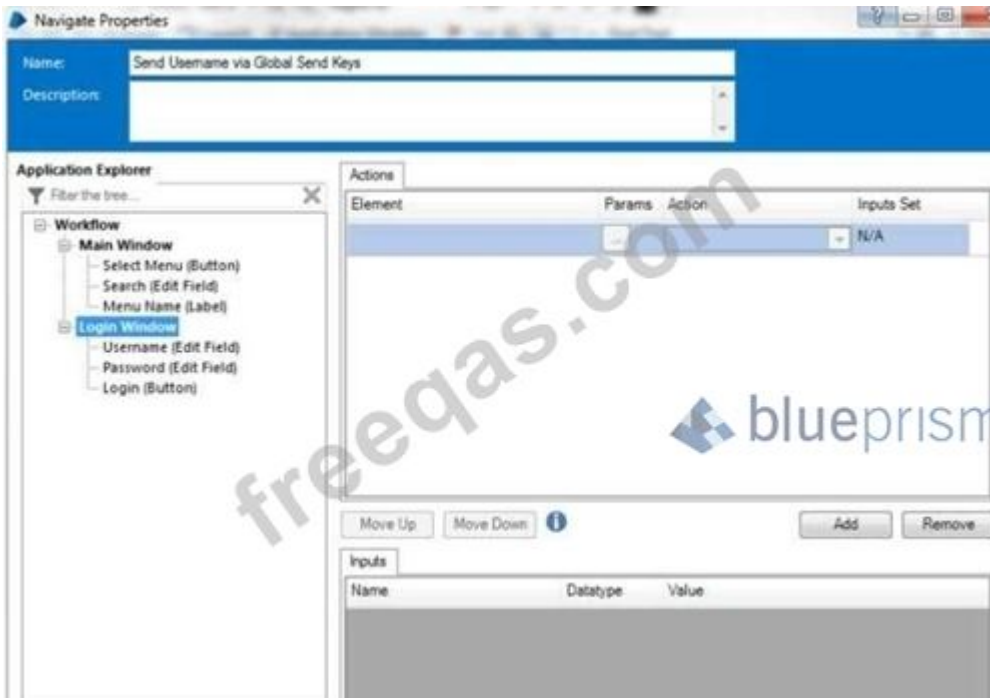 Navigate Properties
Name:
Send Username via Global Send Keys
Description:
Application Explorer
Filter the tree...
Workflow
Main Window
Select Menu (Button)
Search (Edit Field)
Menu Name (Label)
Login Window
Username (Edit Field)
Password (Edit Field)
Login (Button)
Actions
Element Params Action Inputs Set
N/A
freeqas.com
blueprism
Move Up Move Down Add Remove
Inputs
Name Datatype Value